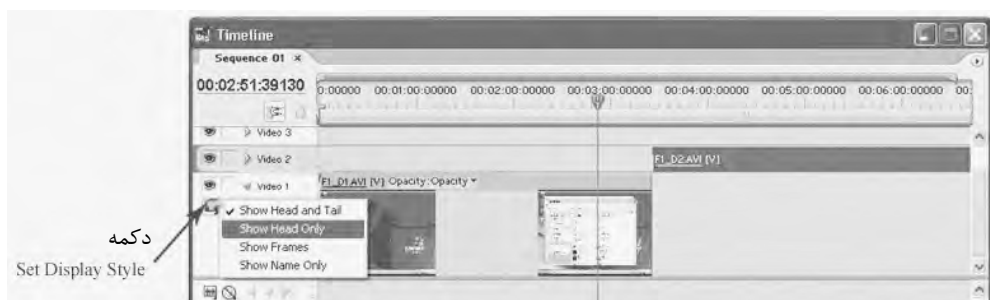 Timeline
Sequence 01 ×
00:02:51:39130
0:00000 00:01:00:00000 00:02:00:00000 00:03:00:00000 00:04:00:00000 00:05:00:00000 00:06:00:00000 00:
Video 3
Video 2
F1_D2.AVI [V]
Video 1
F1_D1.AVI [V] Opacity:Opacity
✓ Show Head and Tail
Show Head Only
Show Frames
Show Name Only
دکمه
Set Display Style